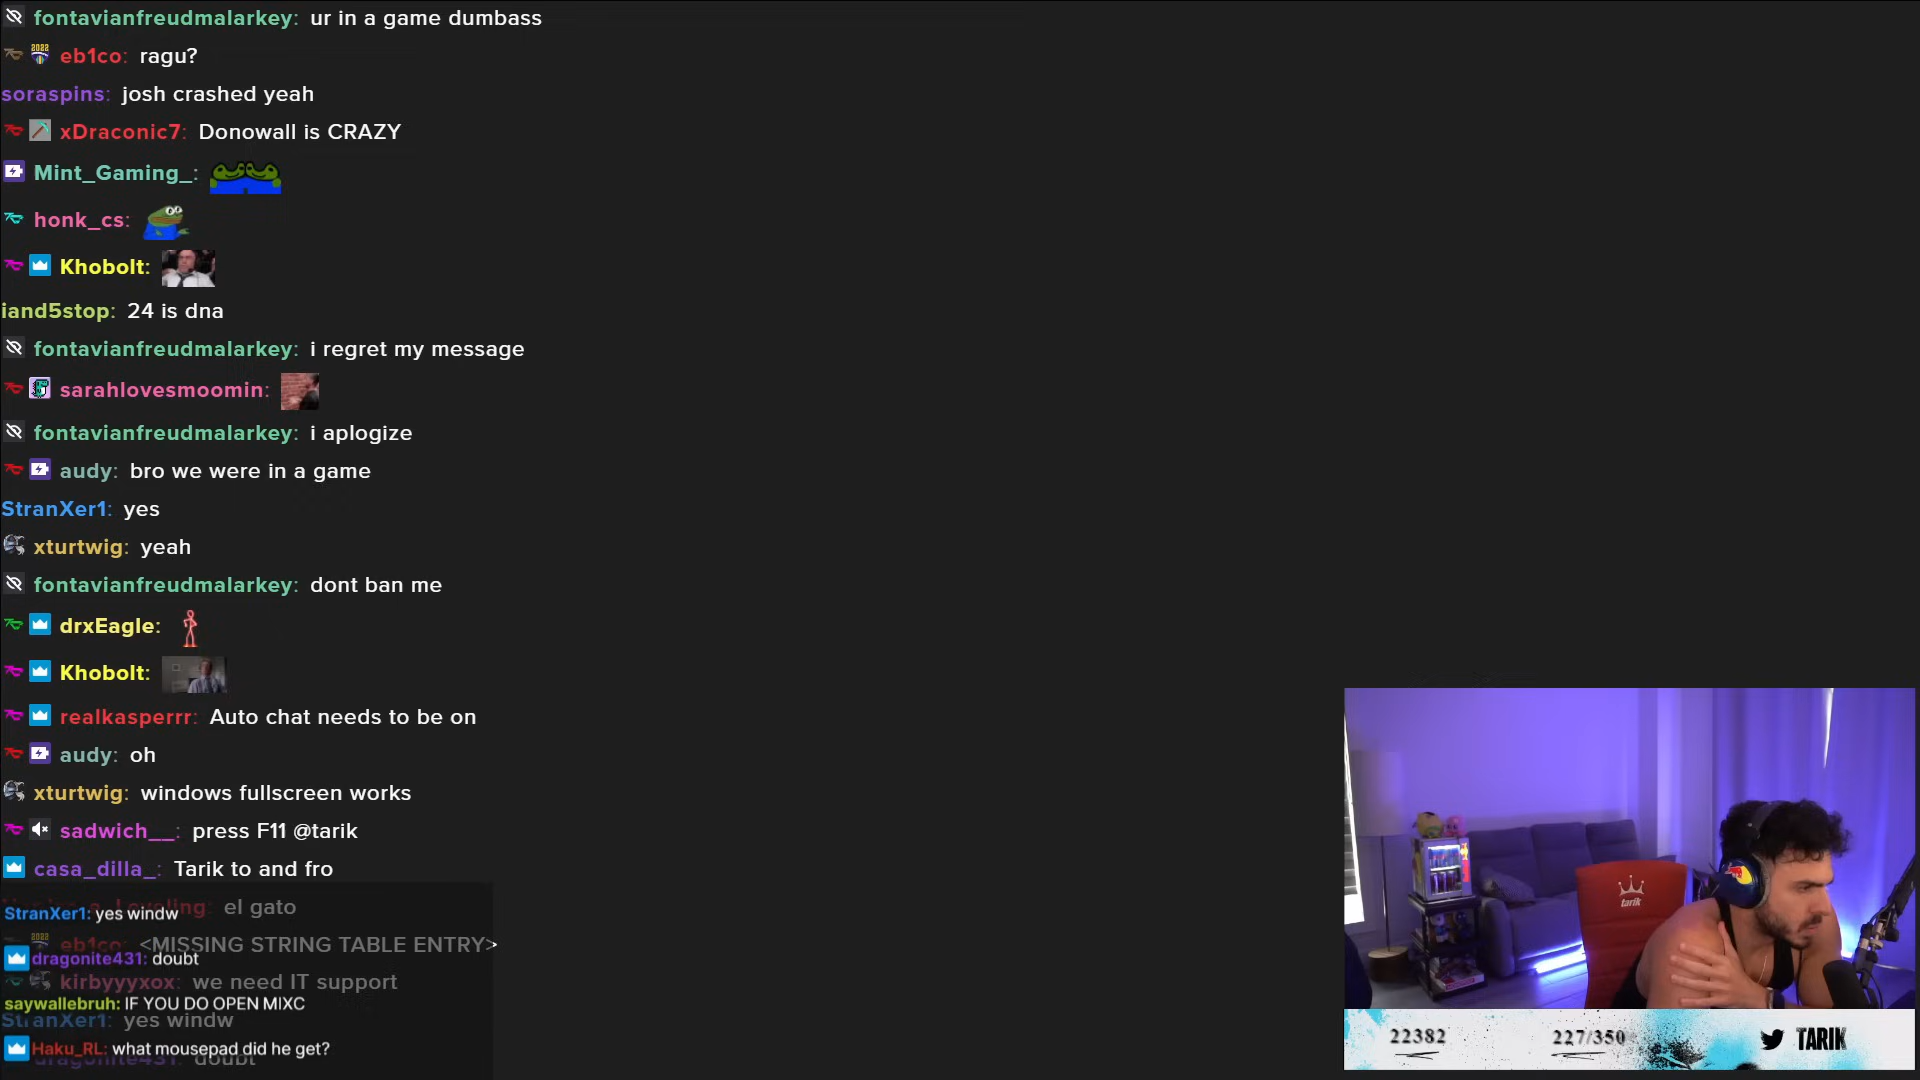 fontavianfreudmalarkey: ur in a game dumbass
eb1co: ragu?
soraspins: josh crashed yeah
xDraconic7: Donowall is CRAZY
Mint_Gaming_:
honk_cs:
Khobolt:
iand5stop: 24 is dna
fontavianfreudmalarkey: i regret my message
sarahlovesmoomin:
fontavianfreudmalarkey: i aplogize
audy: bro we were in a game
StranXer1: yes
xturtwig: yeah
fontavianfreudmalarkey: dont ban me
drxEagle:
Khobolt:
realkasperrr: Auto chat needs to be on
audy: oh
xturtwig: windows fullscreen works
sadwich__: press F11 @tarik
casa_dilla_: Tarik to and fro
el gato
StranXer1: yes windw
eb1co: <MISSING STRING TABLE ENTRY>
dragonite431: doubt
kirbyyyxox: we need IT support
saywallebruh: IF YOU DO OPEN MIXC
StranXer1: yes windw
Haku_RL: what mousepad did he get?
dragonite431: doubt
tarik
22382
227/350
TARIK